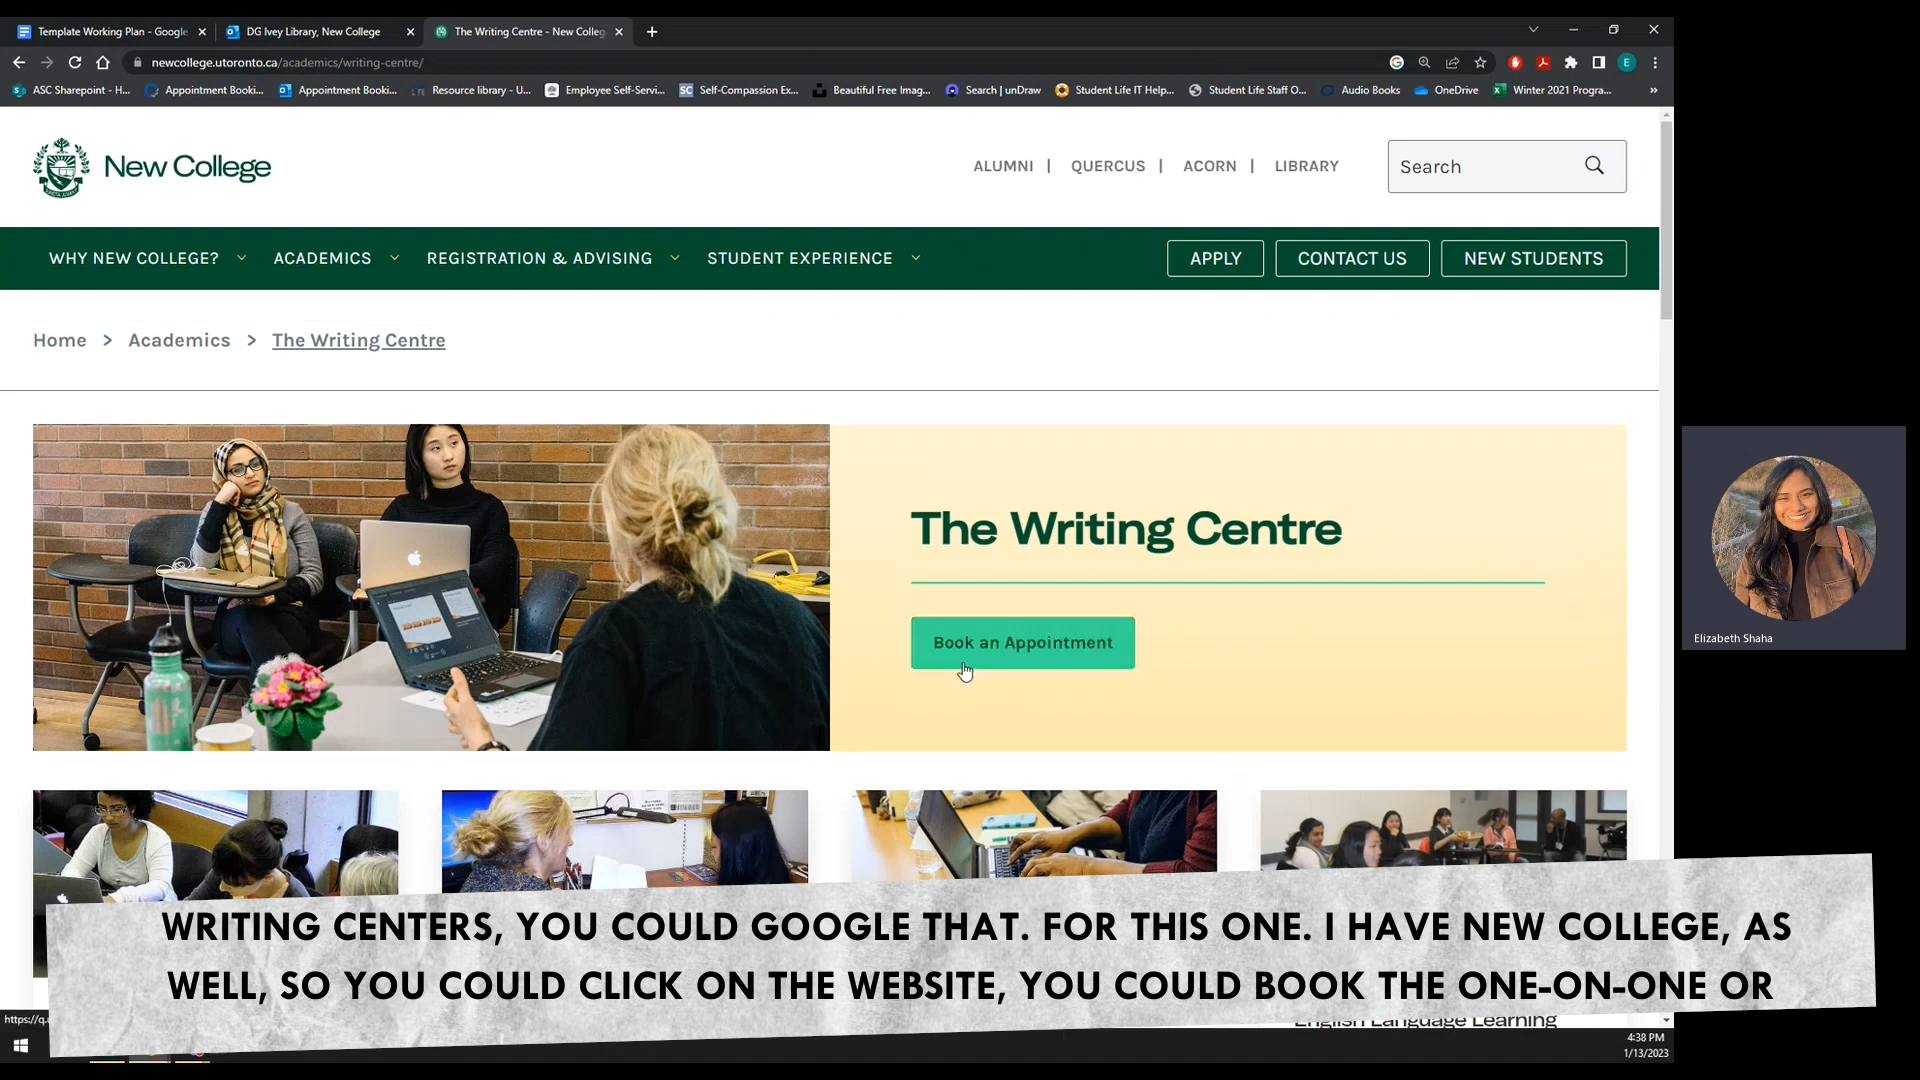 Template Working Plan - Google
DG Ivey Library, New College
The Writing Centre - New Colleg
newcollege.utoronto.ca/academics/writing-centre/
E
ASC Sharepoint - H...
Appointment Booki...
Appointment Booki...
Resource library - U...
Employee Self-Servi...
SC Self-Compassion Ex...
Beautiful Free Imag...
Search | unDraw
Student Life IT Help...
Student Life Staff O...
Audio Books
OneDrive
Winter 2021 Progra...
New College
ALUMNI | QUERCUS | ACORN | LIBRARY
Search
WHY NEW COLLEGE? ACADEMICS REGISTRATION & ADVISING STUDENT EXPERIENCE
APPLY CONTACT US NEW STUDENTS
Home > Academics > The Writing Centre
The Writing Centre
Book an Appointment
Elizabeth Shaha
WRITING CENTERS, YOU COULD GOOGLE THAT. FOR THIS ONE. I HAVE NEW COLLEGE, AS
WELL, SO YOU COULD CLICK ON THE WEBSITE, YOU COULD BOOK THE ONE-ON-ONE OR
English Language Learning
https://q.
4:38 PM
1/13/2023